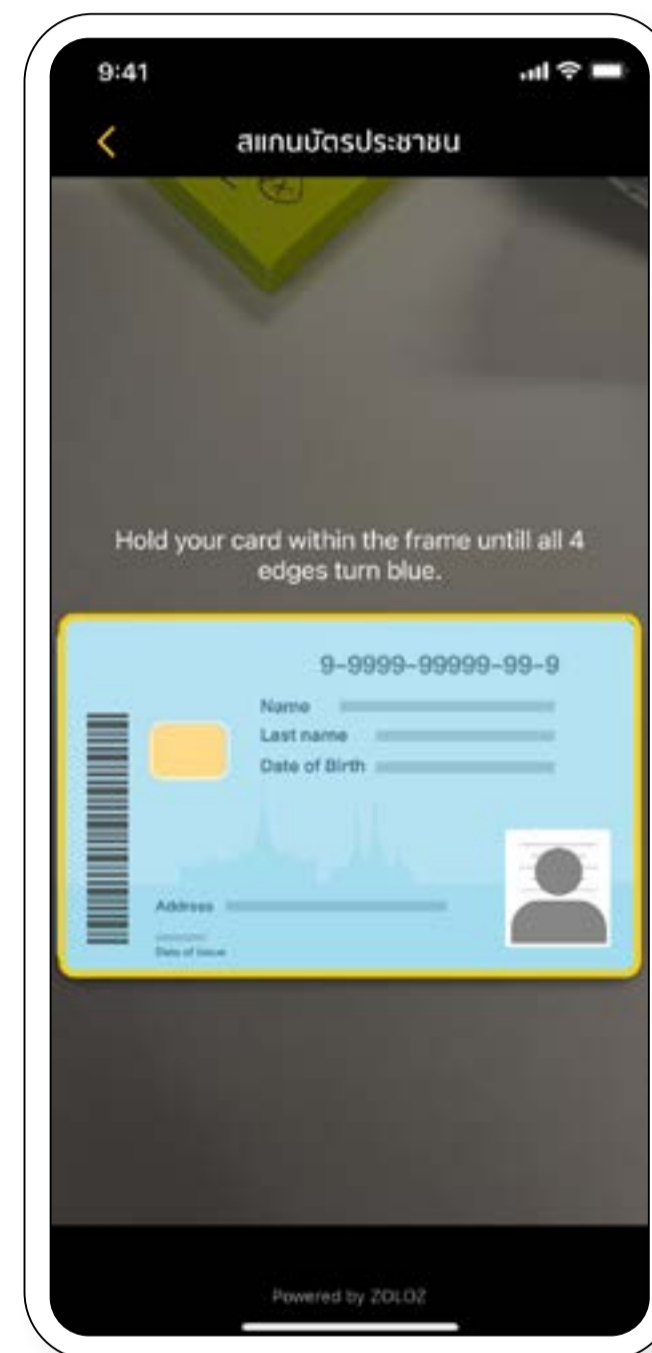 9:41
สแกนบัตรประชาชน
Hold your card within the frame untill all 4
edges turn blue.
9-9999-99999-99-9
Name
Last name
Date of Birth
Address
Date of Issue
Powered by ZOLOZ